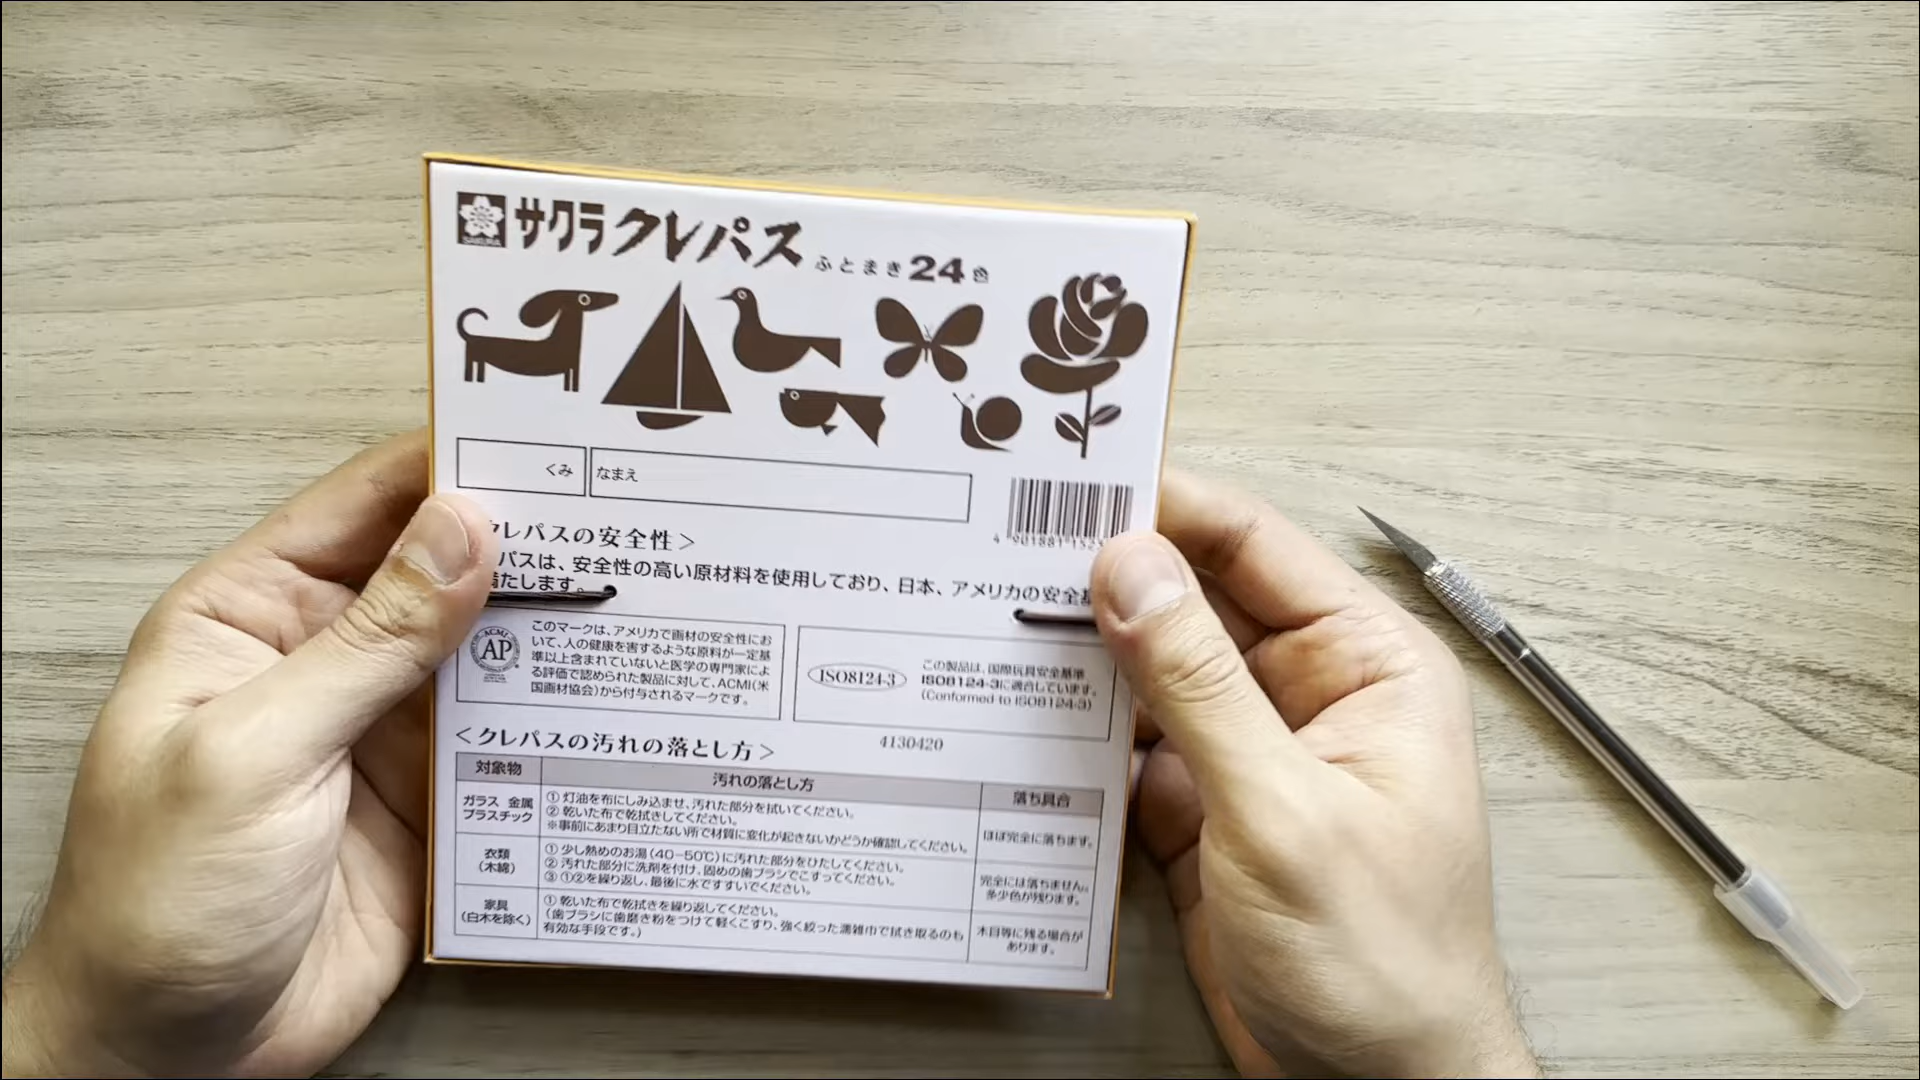 SAKURA
サクラクレパス ふとまき24色
くみ
なまえ
クレパスの安全性＞
パスは、安全性の高い原材料を使用しており、日本、アメリカの安全基
満たします。
4 901881 152
ACMI
AP
このマークは、アメリカで画材の安全性にお
いて、人の健康を害するような原料が一定基
準以上含まれていないと医学の専門家によ
る評価で認められた製品に対して、ACMI(米
国画材協会)から付与されるマークです。
ISO8124-3
この製品は、国際玩具安全基準
ISO8124-3に適合しています。
(Conformed to ISO8124-3)
4130420
＜クレパスの汚れの落とし方＞
対象物
汚れの落とし方
落ち具合
ガラス 金属
プラスチック
① 灯油を布にしみ込ませ、汚れた部分を拭いてください。
② 乾いた布で乾拭きしてください。
※事前にあまり目立たない所で材質に変化が起きないかどうか確認してください。
ほぼ完全に落ちます。
衣類
(木綿)
① 少し熱めのお湯(40−50℃)に汚れた部分をひたしてください。
② 汚れた部分に洗剤を付け、固めの歯ブラシでこすってください。
③ ①②を繰り返し、最後に水ですすいでください。
完全には落ちません。
多少色が残ります。
家具
(白木を除く)
① 乾いた布で乾拭きを繰り返してください。
(歯ブラシに歯磨き粉をつけて軽くこすり、強く絞った濡雑巾で拭き取るのも
有効な手段です。)
木目等に残る場合が
あります。